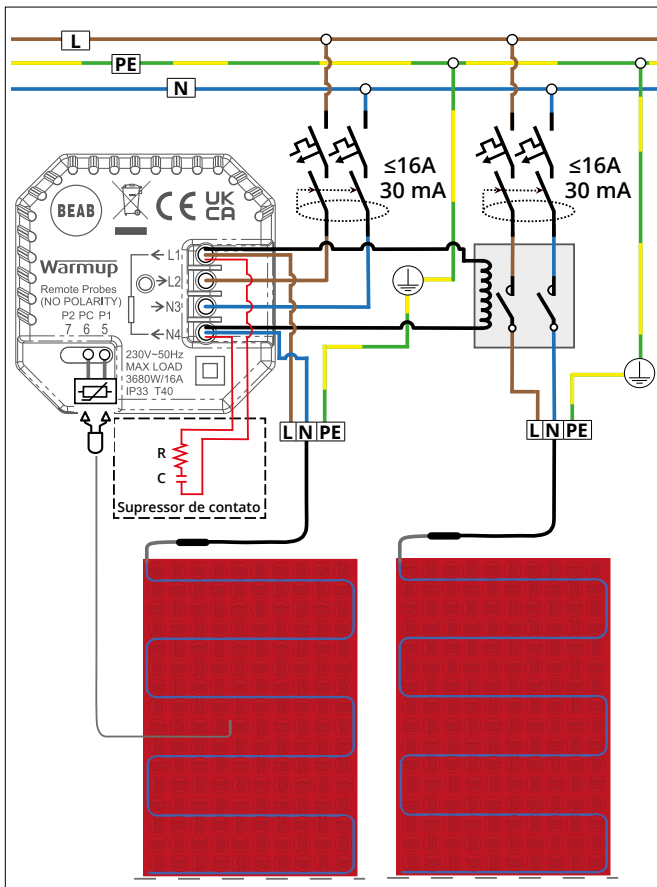 L
PE
N
≤16A
30 mA
≤16A
30 mA
BEAB
CE UK
CA
Warmup
Remote Probes
(NO POLARITY)
P2 PC P1
7 6 5
L1
L2
N3
N4
230V~50Hz
MAX LOAD
3680W/16A
IP33 T40
L N PE
L N PE
R
C
Supressor de contato